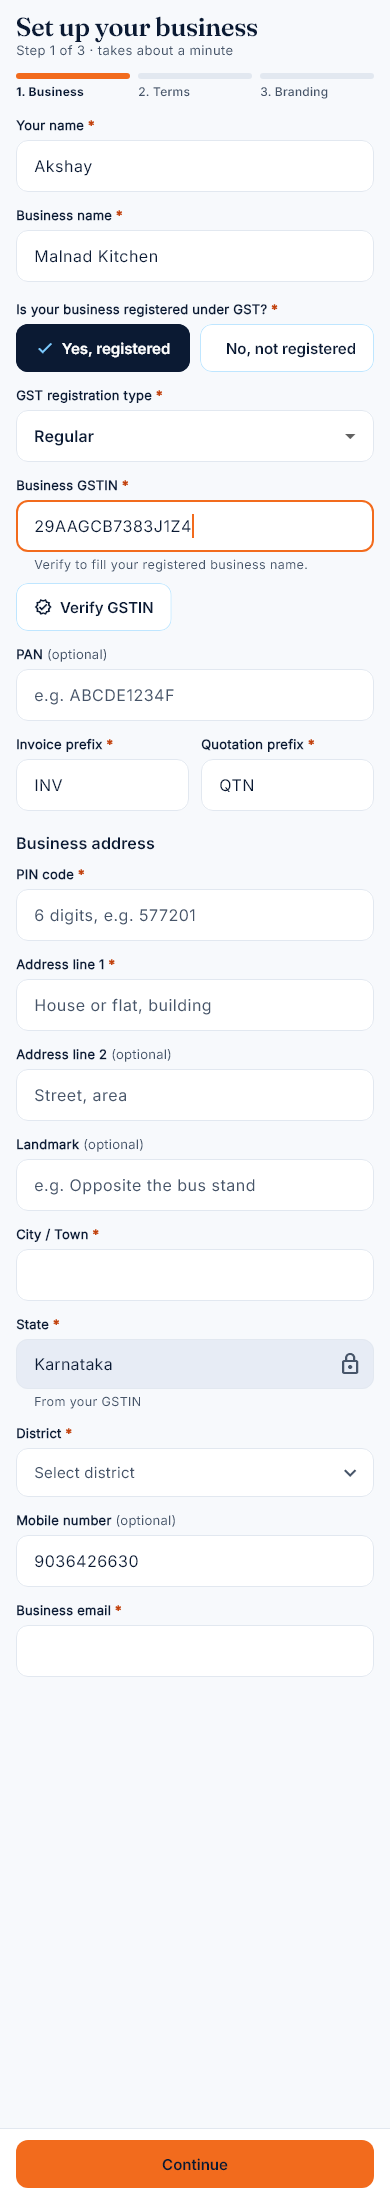 Set up your business
Step 1 of 3 · takes about a minute
1. Business 2. Terms 3. Branding
Your name *
Akshay
Business name *
Malnad Kitchen
Is your business registered under GST? *
Yes, registered No, not registered
GST registration type *
Regular
Business GSTIN *
29AAGCB7383J1Z4
Verify to fill your registered business name.
Verify GSTIN
PAN (optional)
e.g. ABCDE1234F
Invoice prefix * Quotation prefix *
INV QTN
Business address
PIN code *
6 digits, e.g. 577201
Address line 1 *
House or flat, building
Address line 2 (optional)
Street, area
Landmark (optional)
e.g. Opposite the bus stand
City / Town *
State *
Karnataka
From your GSTIN
District *
Select district
Mobile number (optional)
9036426630
Business email *
Continue